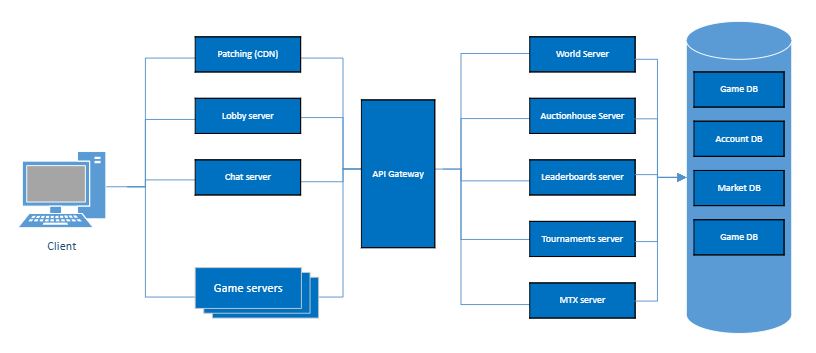 Patching (CDN)
Lobby server
Chat server
Game servers
Client
API Gateway
World Server
Auctionhouse Server
Leaderboards server
Tournaments server
MTX server
Game DB
Account DB
Market DB
Game DB